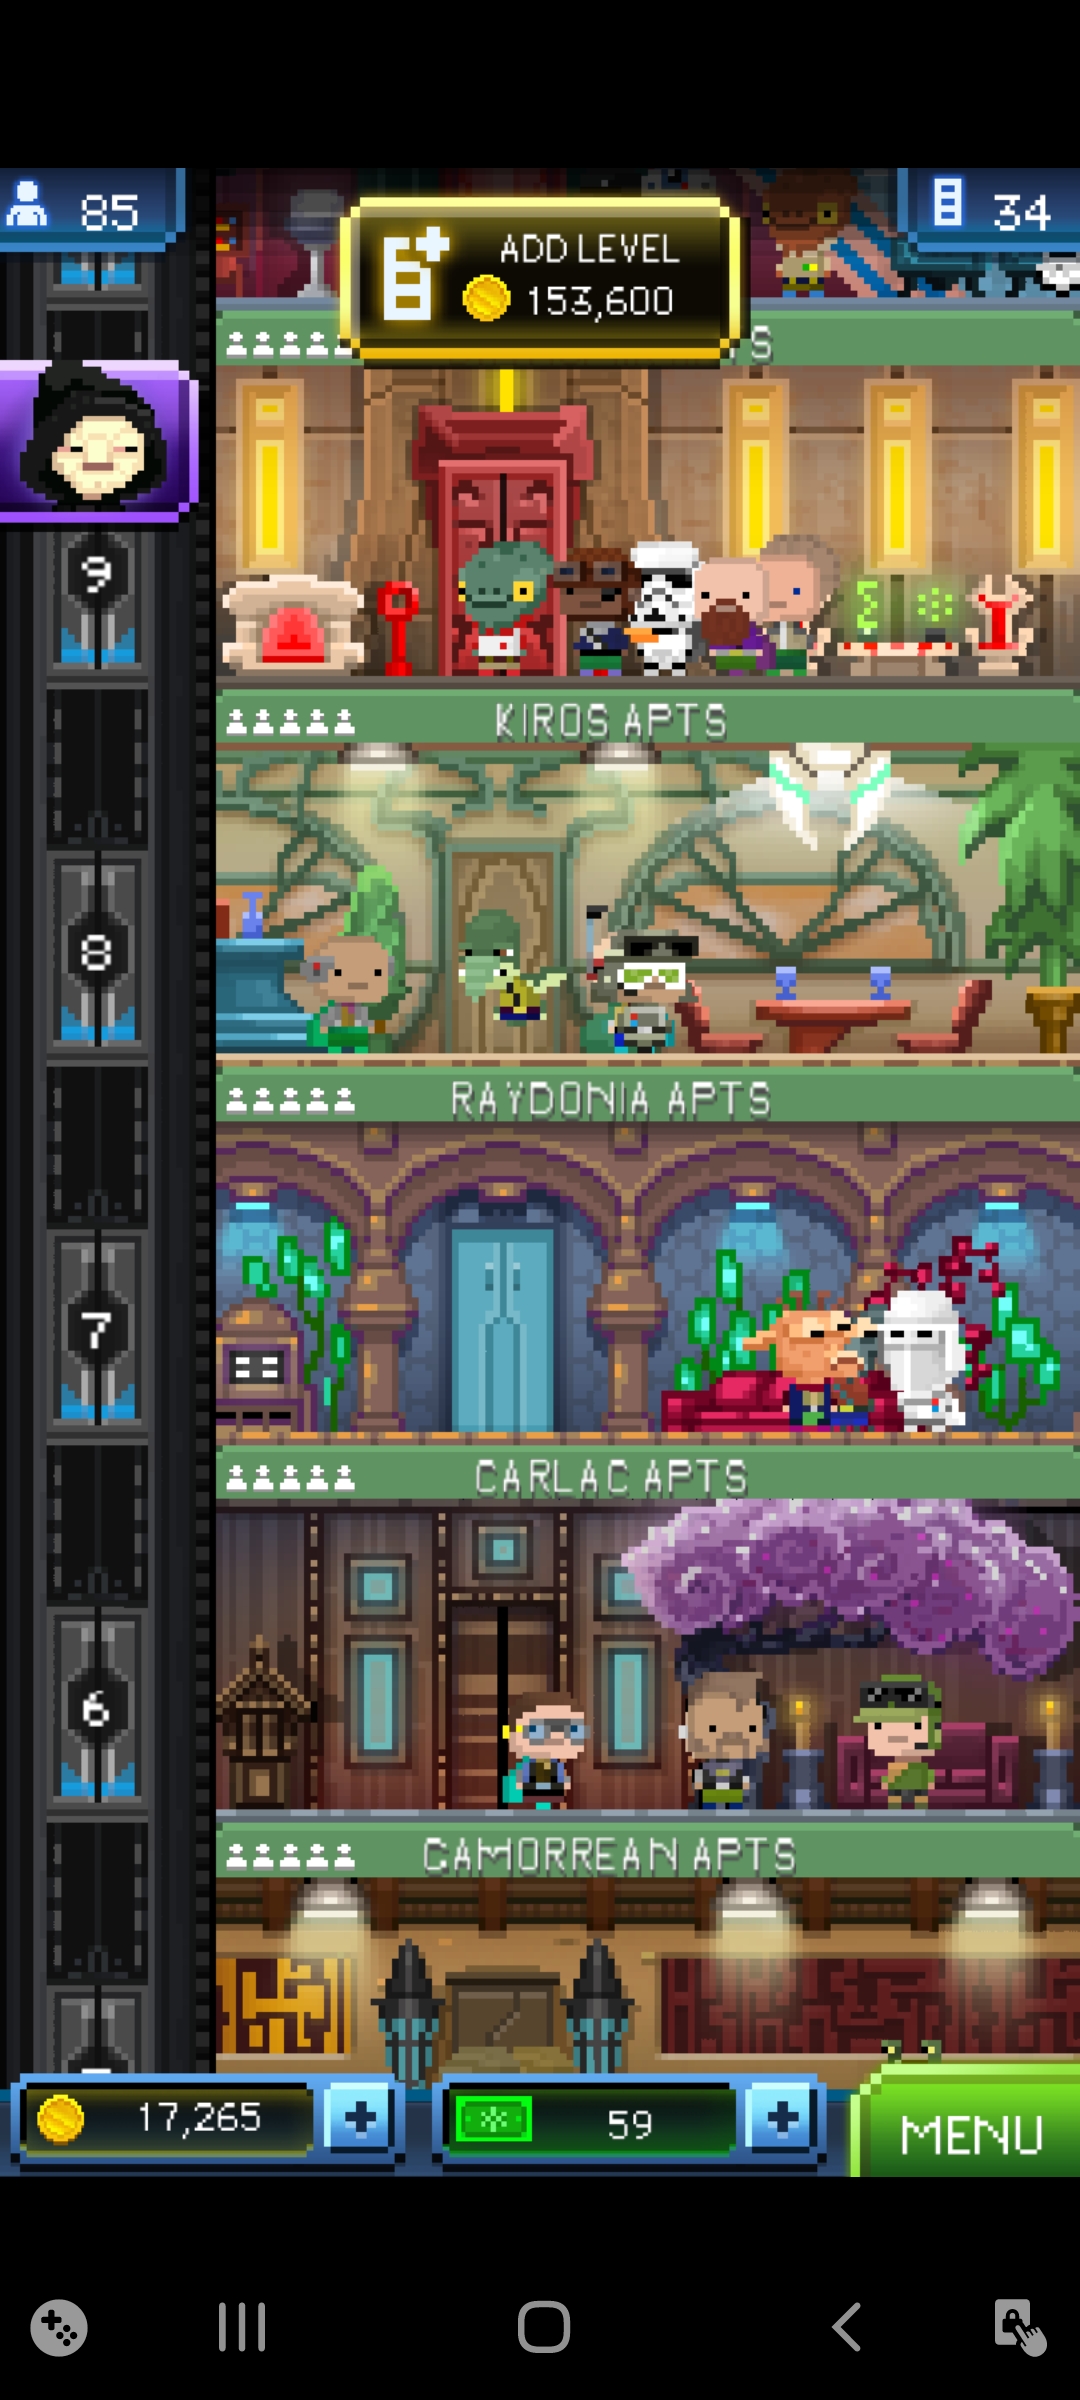 85
ADD LEVEL
153,600
34
9
KIROS APTS
8
RAYDONIA APTS
7
CARLAC APTS
6
CAMORREAN APTS
17,265
59
MENU